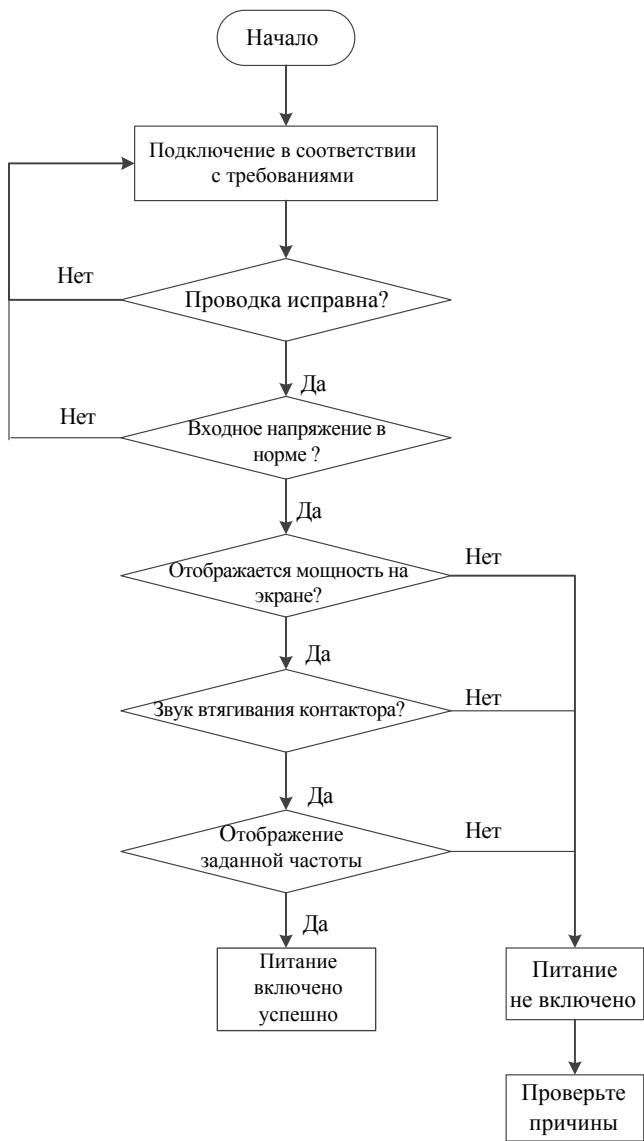 Начало
Подключение в соответствии
с требованиями
Нет
Проводка исправна?
Да
Нет
Входное напряжение в
норме ?
Да
Отображается мощность на
экране?
Нет
Да
Звук втягивания контактора?
Нет
Да
Отображение
заданной частоты
Нет
Да
Питание
включено
успешно
Питание
не включено
Проверьте
причины